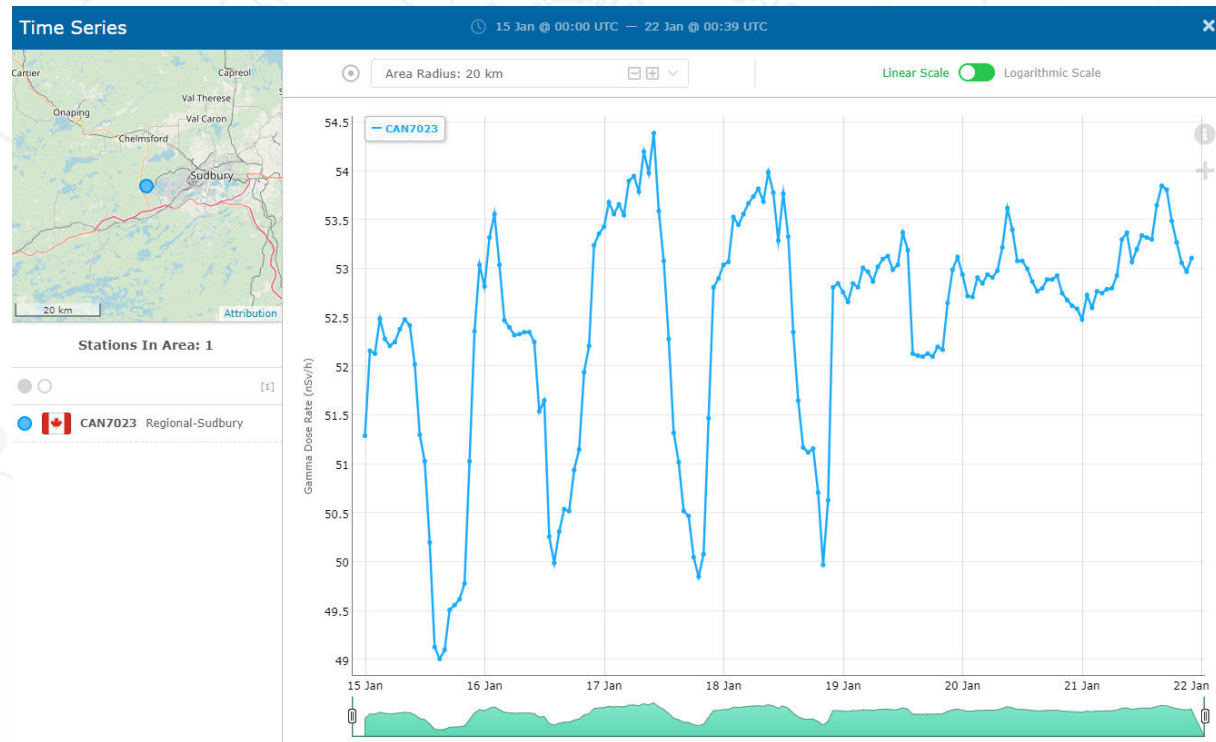 Time Series
15 Jan @ 00:00 UTC — 22 Jan @ 00:39 UTC
Cartier
Capreol
Val Therese
Onaping
Val Caron
Chelmsford
Sudbury
20 km
Attribution
Stations In Area: 1
[1]
CAN7023 Regional-Sudbury
Area Radius: 20 km
Linear Scale
Logarithmic Scale
CAN7023
Gamma Dose Rate (nSv/h)
54.5
54
53.5
53
52.5
52
51.5
51
50.5
50
49.5
49
15 Jan
16 Jan
17 Jan
18 Jan
19 Jan
20 Jan
21 Jan
22 Jan